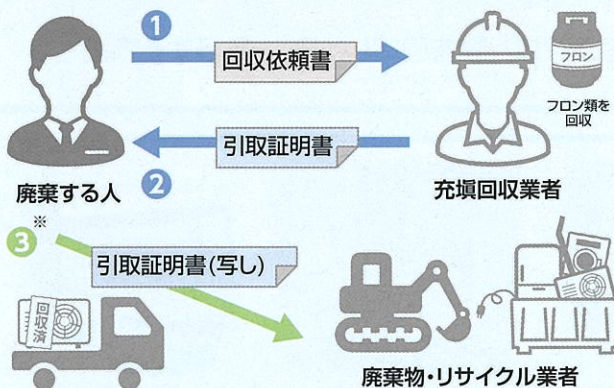 1
回収依頼書
フロン
フロン類を
回収
引取証明書
2
廃棄する人
充塡回収業者
※
3
引取証明書(写し)
回収済
廃棄物・リサイクル業者